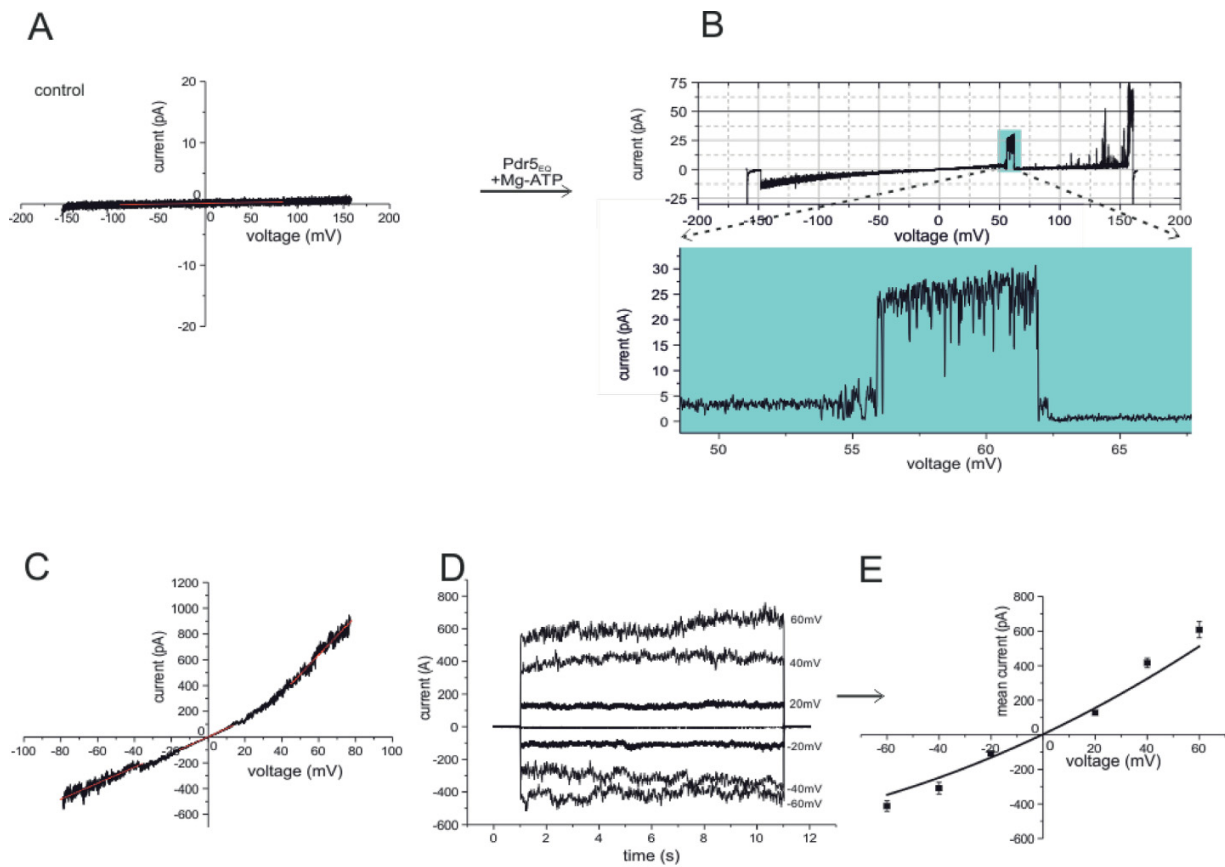 A
control
20
10
0
-10
-20
-200 -150 -100 -50 0 50 100 150 200
current (pA)
voltage (mV)
Pdr5EQ
+Mg-ATP
B
75
50
25
0
-25
-200 -150 -100 -50 0 50 100 150 200
current (pA)
voltage (mV)
30
25
20
15
10
5
0
50 55 60 65
current (pA)
voltage (mV)
C
1200
1000
800
600
400
200
0
-200
-400
-600
-100 -80 -60 -40 -20 0 20 40 60 80 100
current (pA)
voltage (mV)
D
800
600
400
200
0
-200
-400
-600
0 2 4 6 8 10 12
current (A)
time (s)
60mV
40mV
20mV
-20mV
-40mV
-60mV
E
800
600
400
200
0
-200
-400
-600
-60 -40 -20 0 20 40 60
mean current (pA)
voltage (mV)